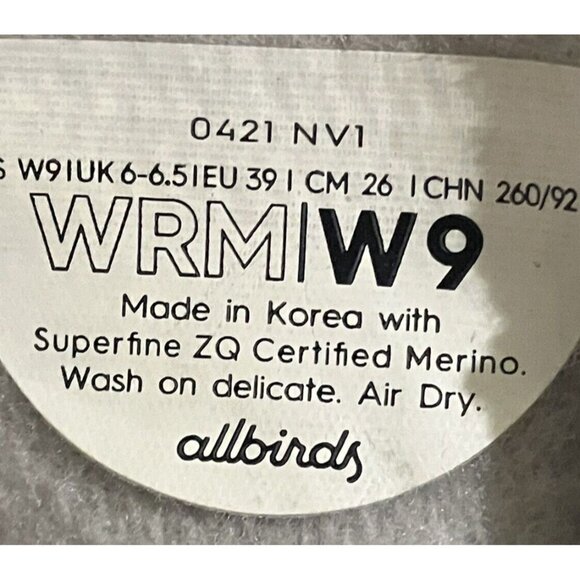 0421 NV1
S W9|UK 6-6.5|EU 39 | CM 26 | CHN 260/92
WRM|W9
Made in Korea with
Superfine ZQ Certified Merino.
Wash on delicate. Air Dry.
allbirds